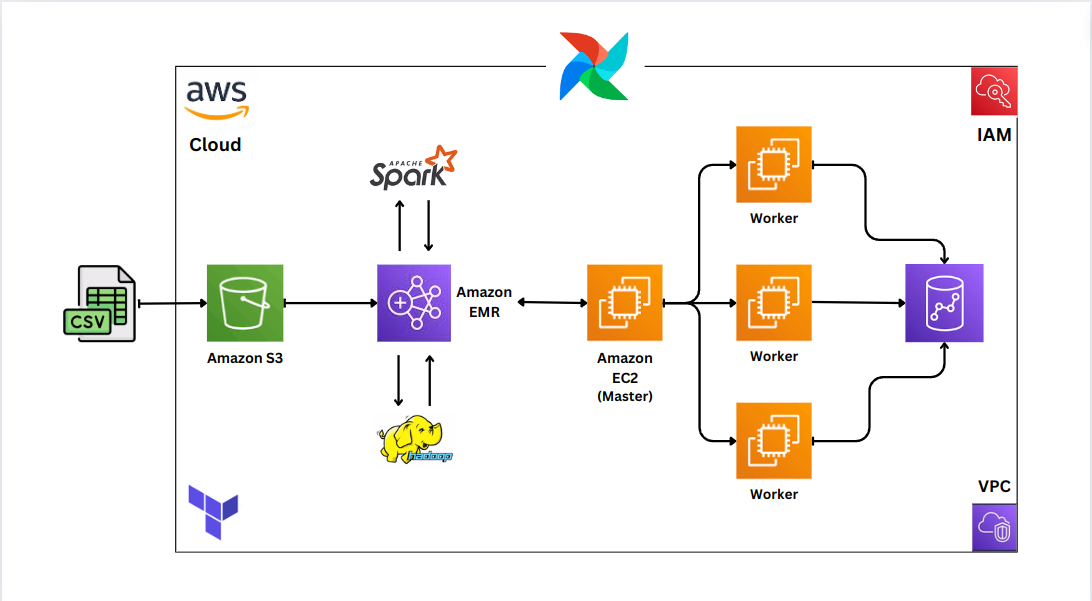 aws
Cloud
IAM
APACHE
Spark
Worker
CSV
Amazon S3
Amazon
EMR
Amazon
EC2
(Master)
Worker
hadoop
Worker
VPC